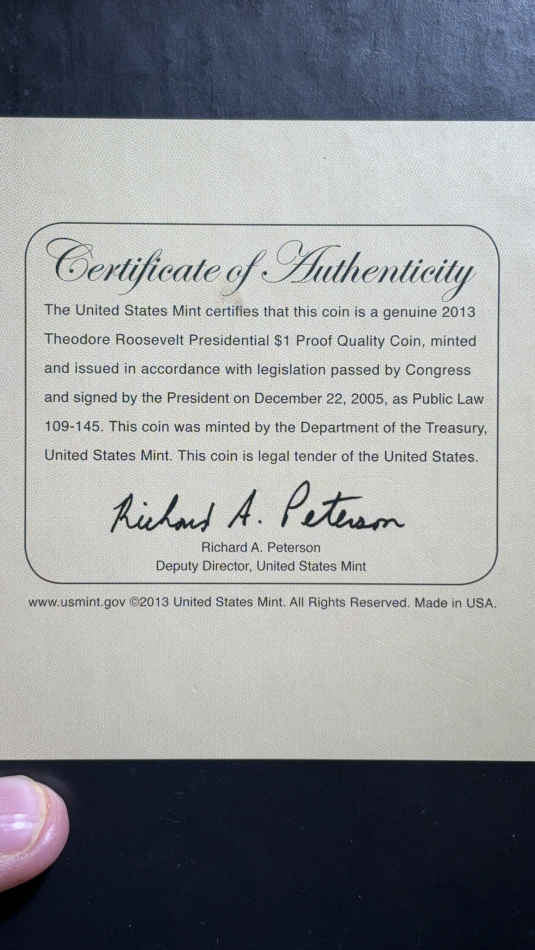 Certificate of Authenticity
The United States Mint certifies that this coin is a genuine 2013
Theodore Roosevelt Presidential $1 Proof Quality Coin, minted
and issued in accordance with legislation passed by Congress
and signed by the President on December 22, 2005, as Public Law
109-145. This coin was minted by the Department of the Treasury,
United States Mint. This coin is legal tender of the United States.
Richard A. Peterson
Richard A. Peterson
Deputy Director, United States Mint
www.usmint.gov ©2013 United States Mint. All Rights Reserved. Made in USA.